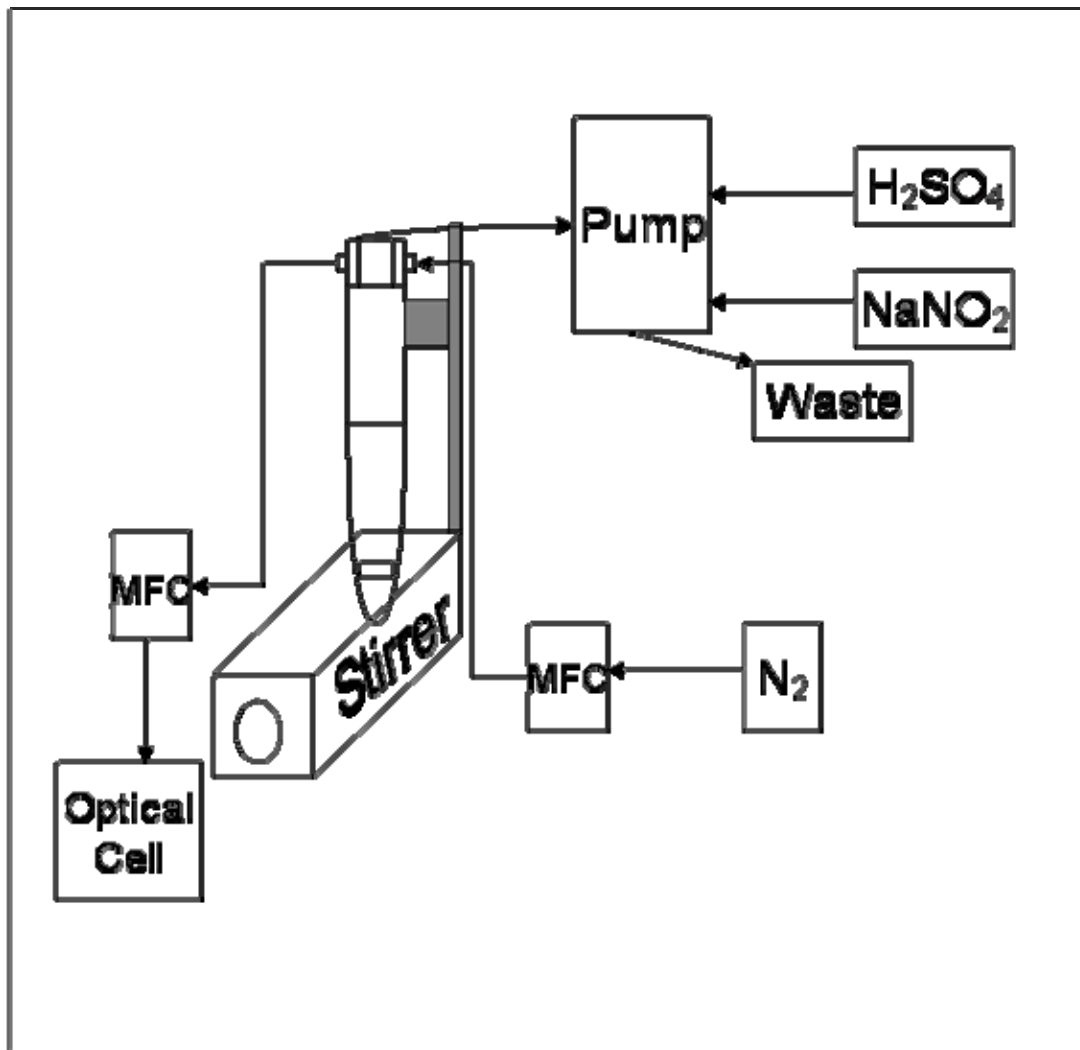 H₂SO₄
Pump
NaNO₂
Waste
MFC
Stirrer
MFC
N₂
Optical
Cell